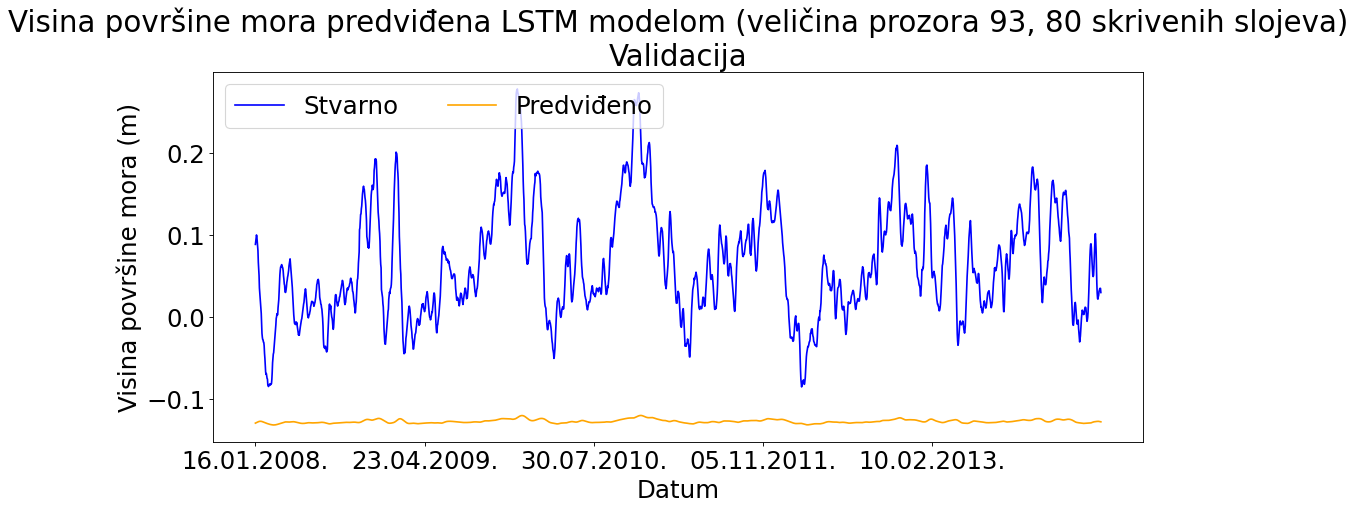 Visina površine mora predviđena LSTM modelom (veličina prozora 93, 80 skrivenih slojeva)
Validacija
Stvarno
Predviđeno
Visina površine mora (m)
0.2
0.1
0.0
−0.1
16.01.2008.
23.04.2009.
30.07.2010.
05.11.2011.
10.02.2013.
Datum